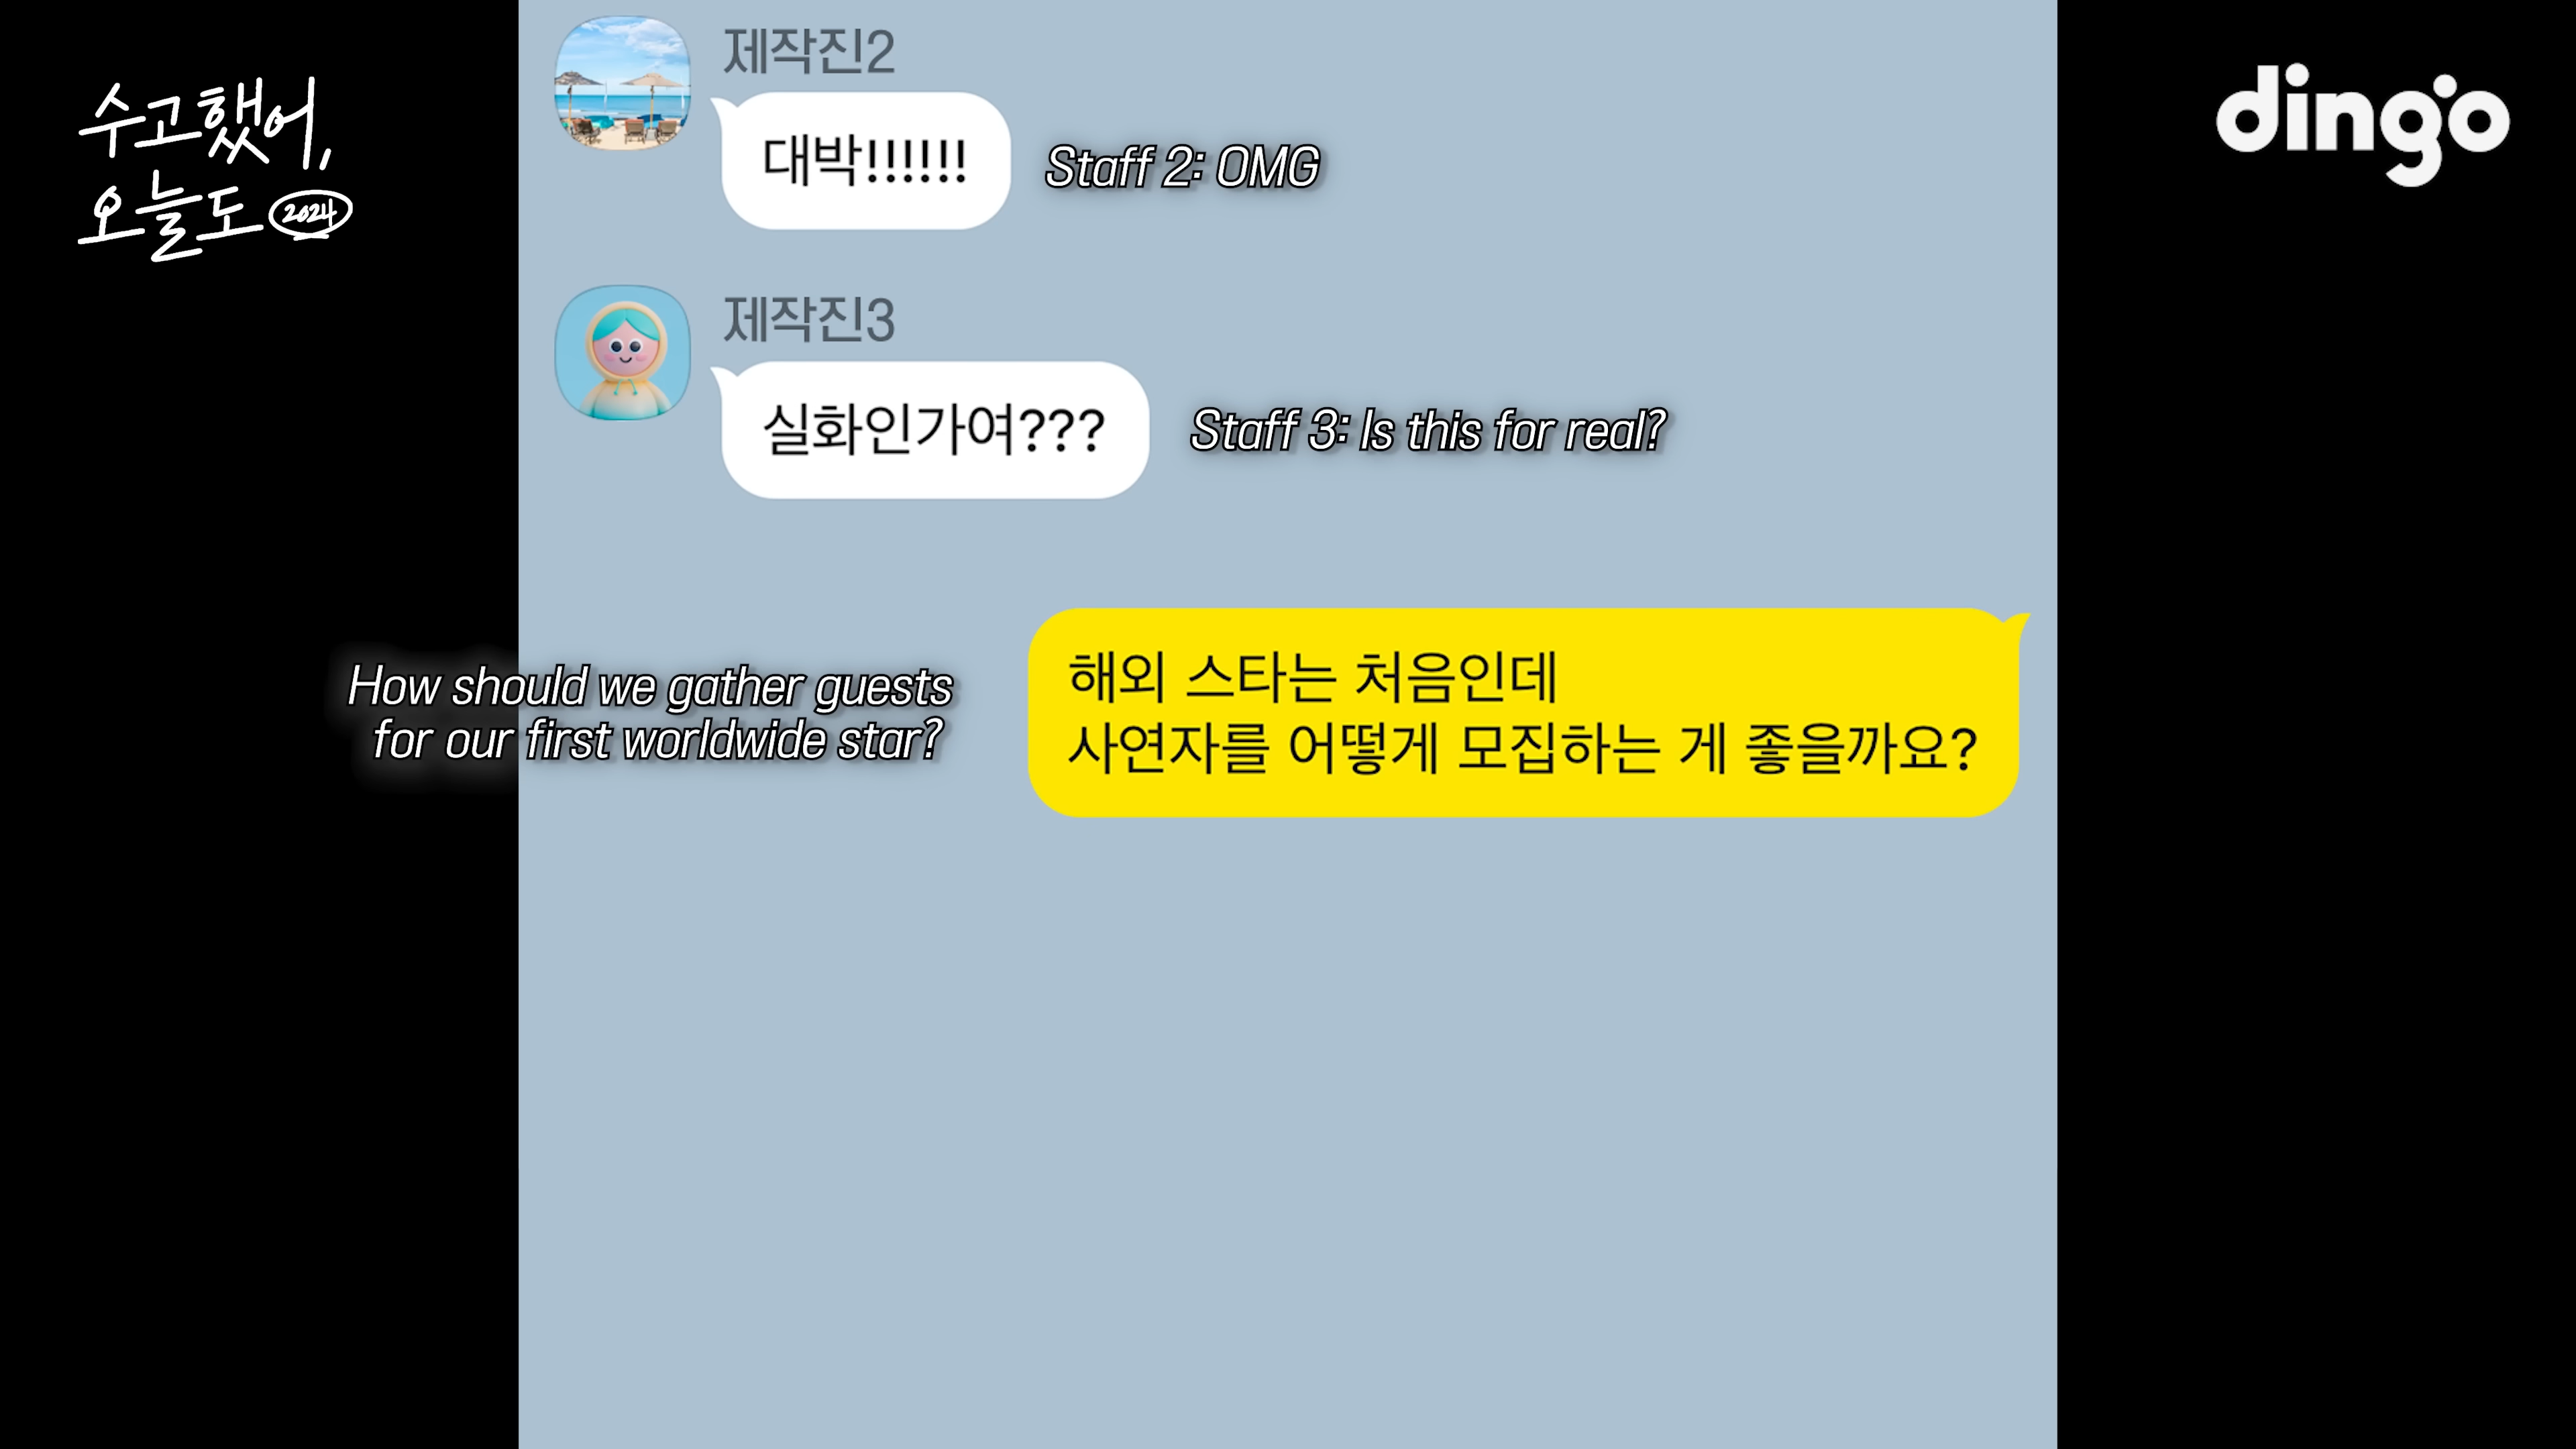 수고했어,
오늘도 2024
dingo
제작진2
대박!!!!!!
Staff 2: OMG
제작진3
실화인가여???
Staff 3: Is this for real?
How should we gather guests
for our first worldwide star?
해외 스타는 처음인데
사연자를 어떻게 모집하는 게 좋을까요?